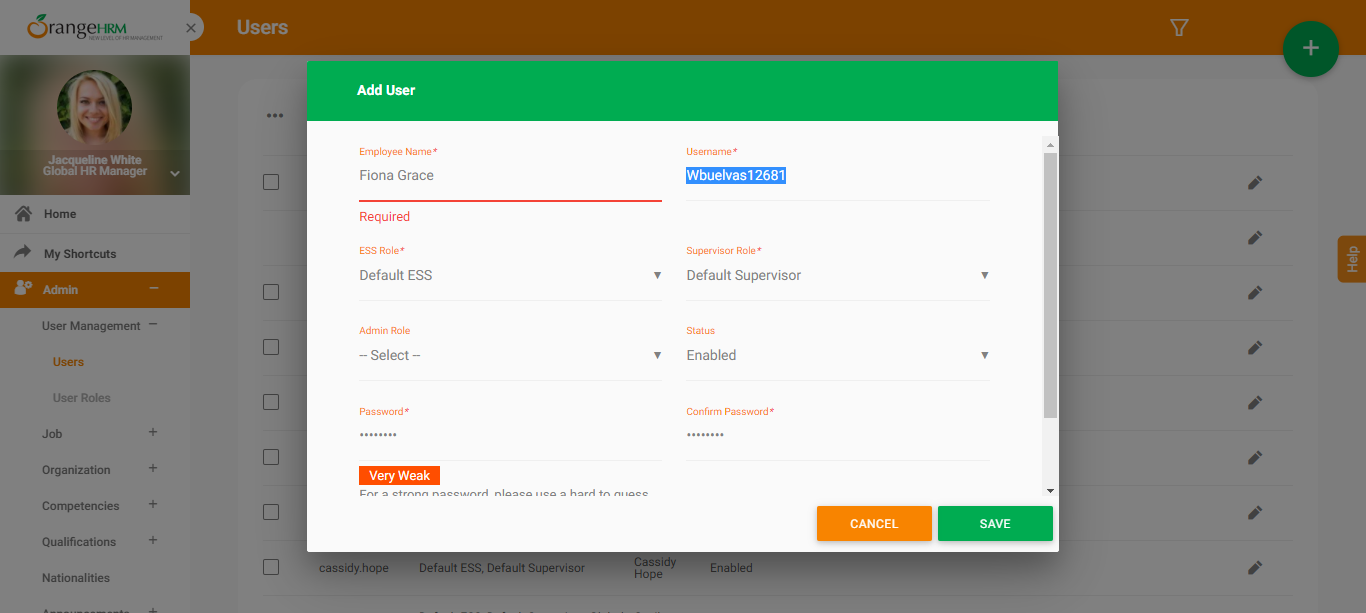 OrangeHRM
NEW LEVEL OF HR MANAGEMENT
Users
Jacqueline White
Global HR Manager
Home
My Shortcuts
Admin
User Management
Users
User Roles
Job
Organization
Competencies
Qualifications
Nationalities
Announcements
Add User
Employee Name* Username*
Fiona Grace Wbuelvas12681
Required
ESS Role* Supervisor Role*
Default ESS Default Supervisor
Admin Role Status
-- Select -- Enabled
Password* Confirm Password*
•••••••• ••••••••
Very Weak
For a strong password, please use a hard to guess
CANCEL SAVE
cassidy.hope Default ESS, Default Supervisor Cassidy Hope Enabled
Help